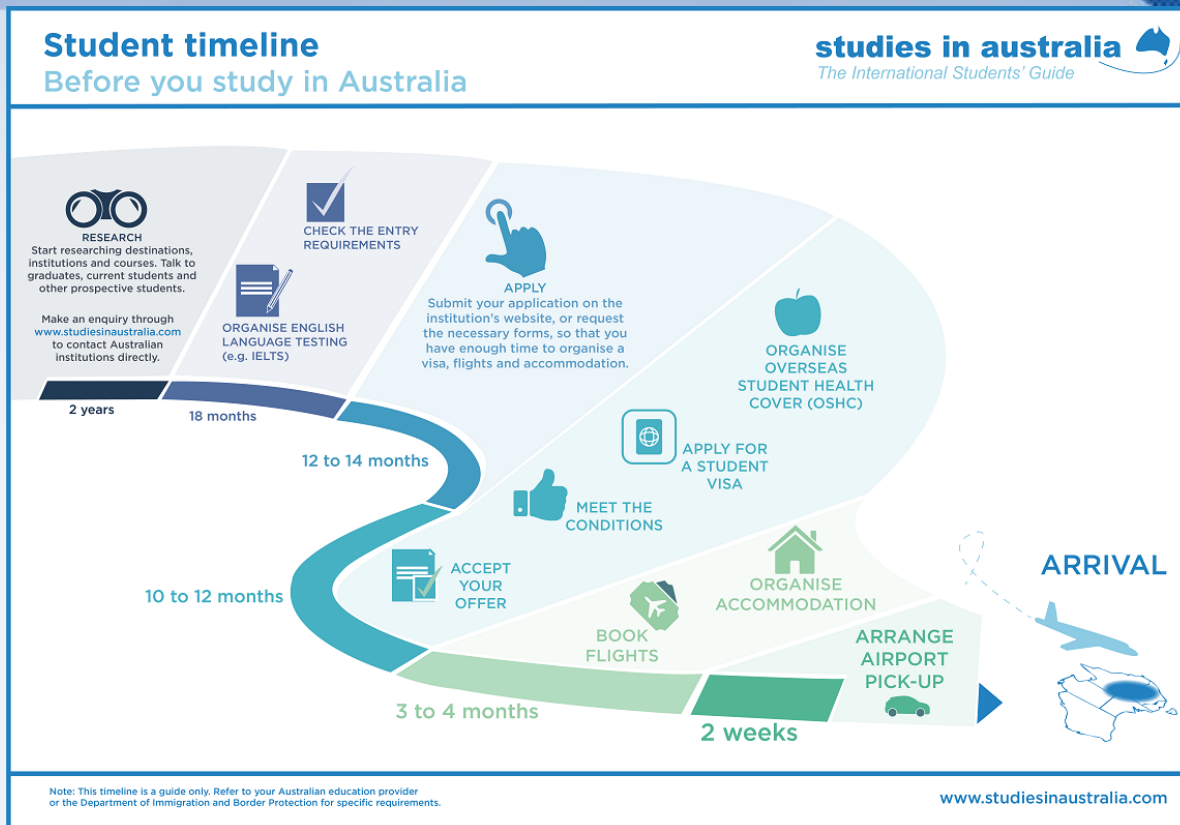 Student timeline
Before you study in Australia
studies in australia
The International Students' Guide
RESEARCH
Start researching destinations,
institutions and courses. Talk to
graduates, current students and
other prospective students.
Make an enquiry through
www.studiesinaustralia.com
to contact Australian
institutions directly.
2 years
CHECK THE ENTRY
REQUIREMENTS
ORGANISE ENGLISH
LANGUAGE TESTING
(e.g. IELTS)
18 months
APPLY
Submit your application on the
institution's website, or request
the necessary forms, so that you
have enough time to organise a
visa, flights and accommodation.
12 to 14 months
ORGANISE
OVERSEAS
STUDENT HEALTH
COVER (OSHC)
APPLY FOR
A STUDENT
VISA
MEET THE
CONDITIONS
ACCEPT
YOUR
OFFER
10 to 12 months
ORGANISE
ACCOMMODATION
BOOK
FLIGHTS
3 to 4 months
ARRANGE
AIRPORT
PICK-UP
2 weeks
ARRIVAL
Note: This timeline is a guide only. Refer to your Australian education provider
or the Department of Immigration and Border Protection for specific requirements.
www.studiesinaustralia.com